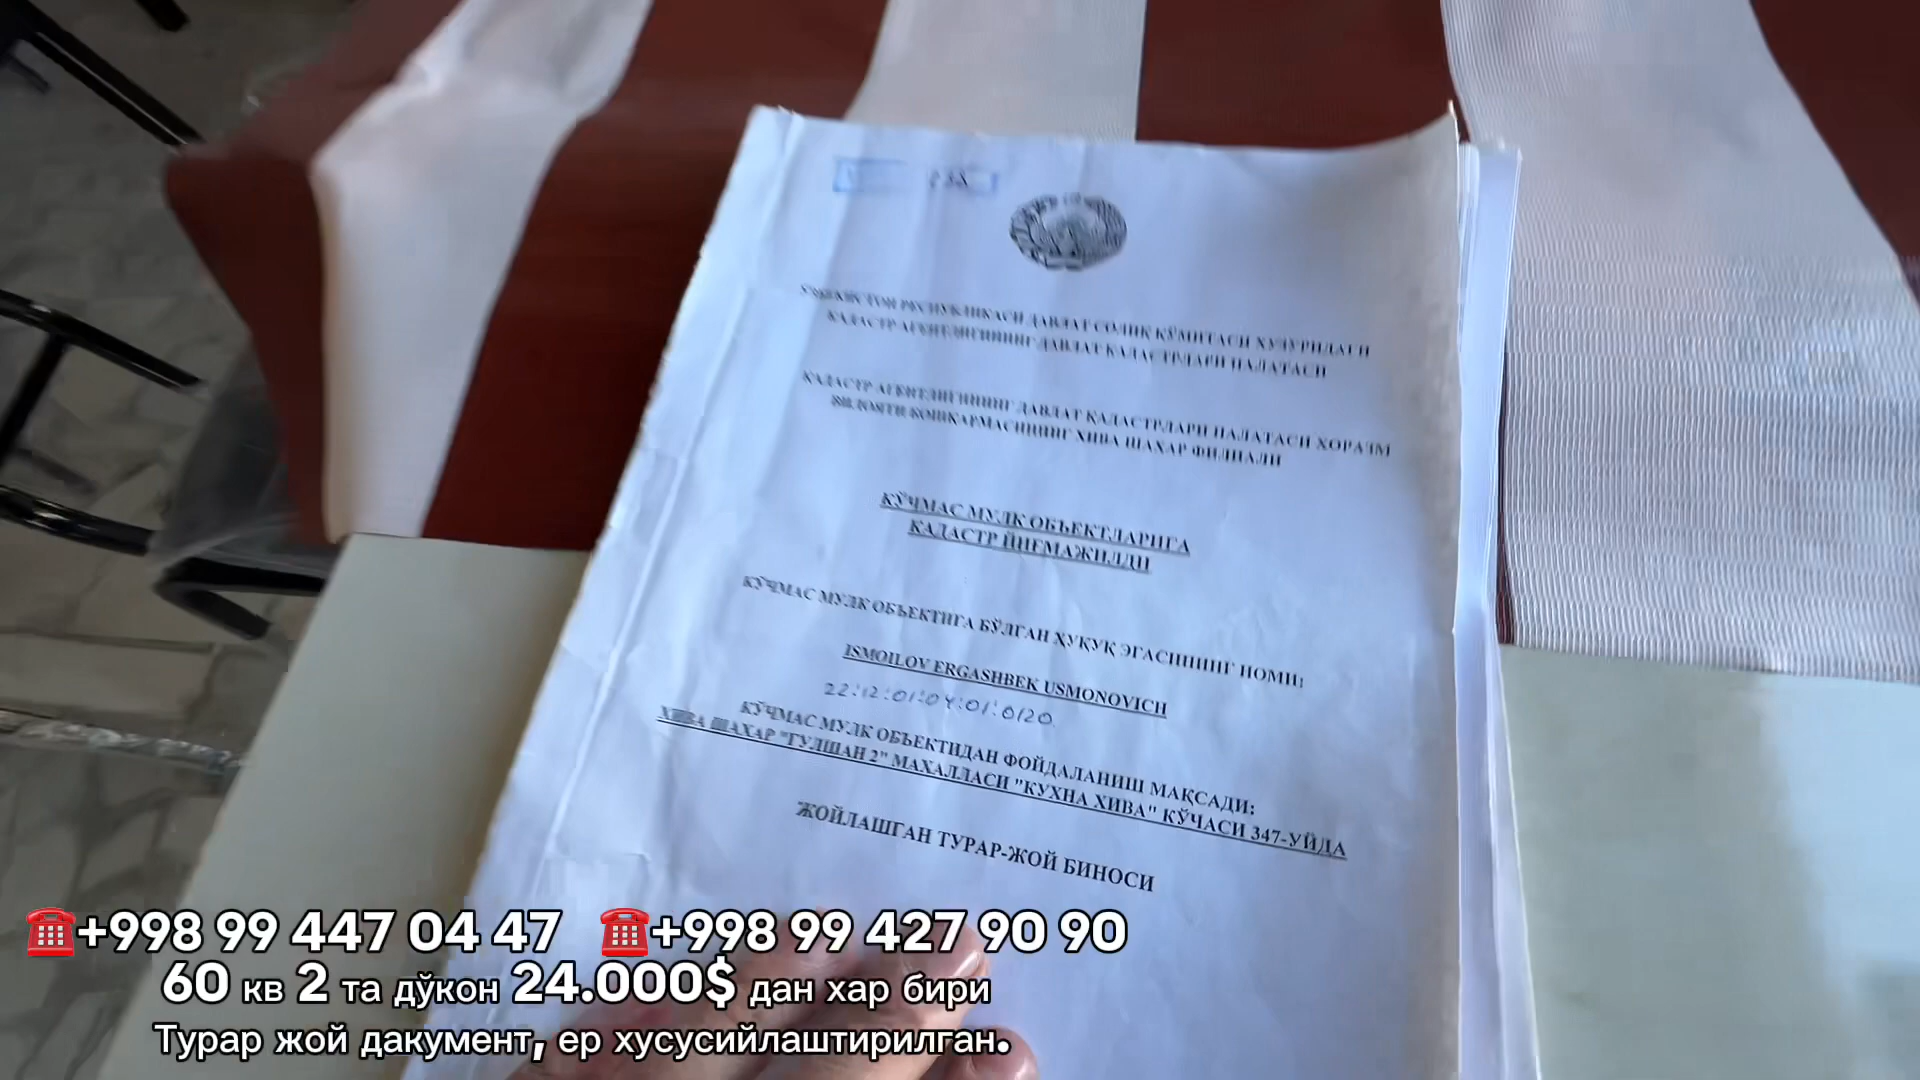 ЎЗБЕКИСТОН РЕСПУБЛИКАСИ ДАВЛАТ СОЛИҚ ҚЎМИТАСИ ҲУЗУРИДАГИ
КАДАСТР АГЕНТЛИГИНИНГ ДАВЛАТ КАДАСТРЛАРИ ПАЛАТАСИ
КАДАСТР АГЕНТЛИГИНИНГ ДАВЛАТ КАДАСТРЛАРИ ПАЛАТАСИ ХОРАЗМ
ВИЛОЯТИ БОШҚАРМАСИНИНГ ХИВА ШАХАР ФИЛИАЛИ
КЎЧМАС МУЛК ОБЪЕКТЛАРИГА
КАДАСТР ЙИҒМАЖИЛДИ
КЎЧМАС МУЛК ОБЪЕКТИГА БЎЛГАН ҲУҚУҚ ЭГАСИНИНГ НОМИ:
ISMOILOV ERGASHBEK USMONOVICH
22:12:01:04:01:0120
КЎЧМАС МУЛК ОБЪЕКТИДАН ФОЙДАЛАНИШ МАҚСАДИ:
ХИВА ШАХАР "ГУЛШАН 2" МАХАЛЛАСИ "КУХНА ХИВА" КЎЧАСИ 347-УЙДА
ЖОЙЛАШГАН ТУРАР-ЖОЙ БИНОСИ
☎+998 99 447 04 47 ☎+998 99 427 90 90
60 кв 2 та дўкон 24.000$ дан хар бири
Турар жой дакумент, ер хусусийлаштирилган.